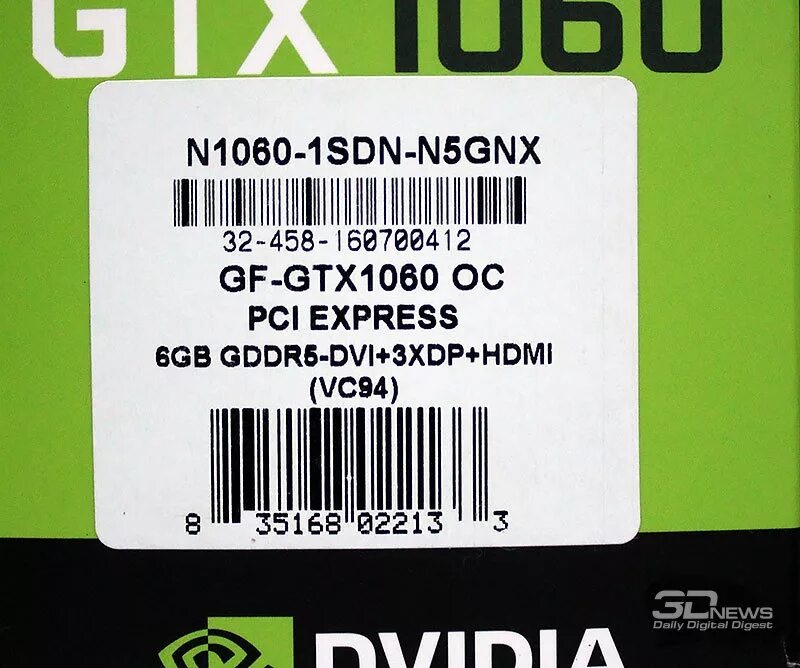 GTX 1060
N1060-1SDN-N5GNX
32-458-160700412
GF-GTX1060 OC
PCI EXPRESS
6GB GDDR5-DVI+3XDP+HDMI
(VC94)
8 35168 02213 3
3DNEWS
Daily Digital Digest
NVIDIA